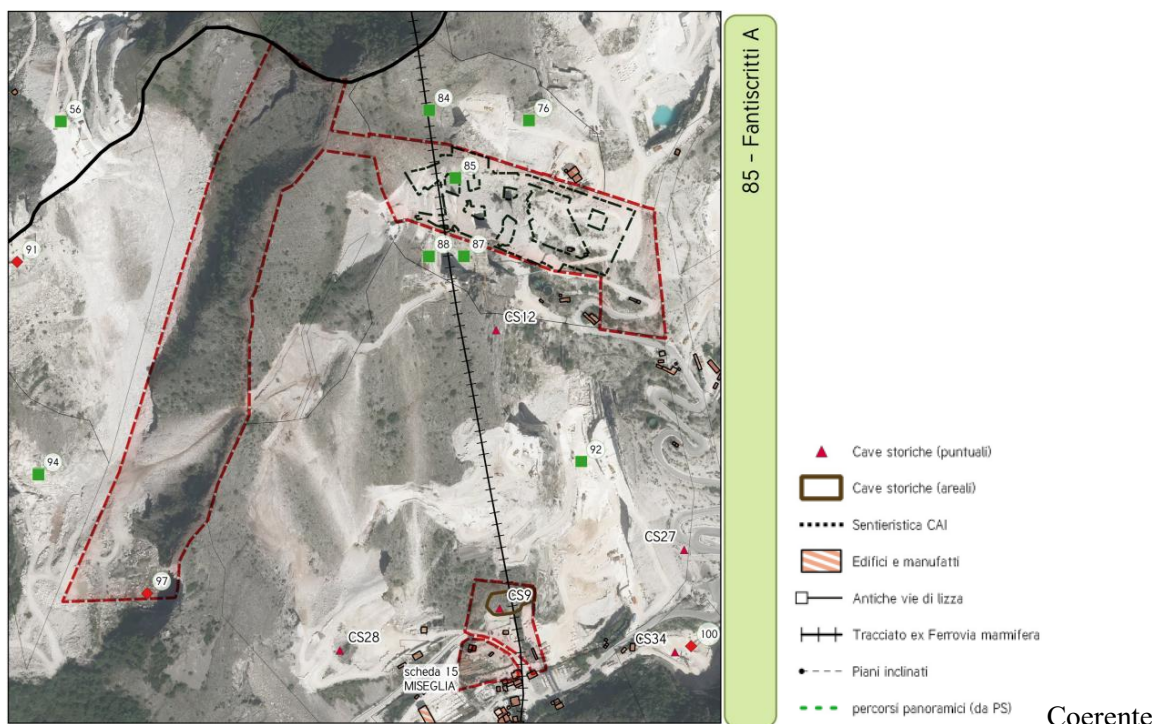 56
84
76
85
91
88
87
CS12
94
92
CS27
97
CS9
CS28
CS34
100
scheda 15
MISEGLIA
85 - Fantiscritti A
Cave storiche (puntuali)
Cave storiche (areali)
Sentieristica CAI
Edifici e manufatti
Antiche vie di lizza
Tracciato ex Ferrovia marmifera
Piani inclinati
percorsi panoramici (da PS)
Coerente